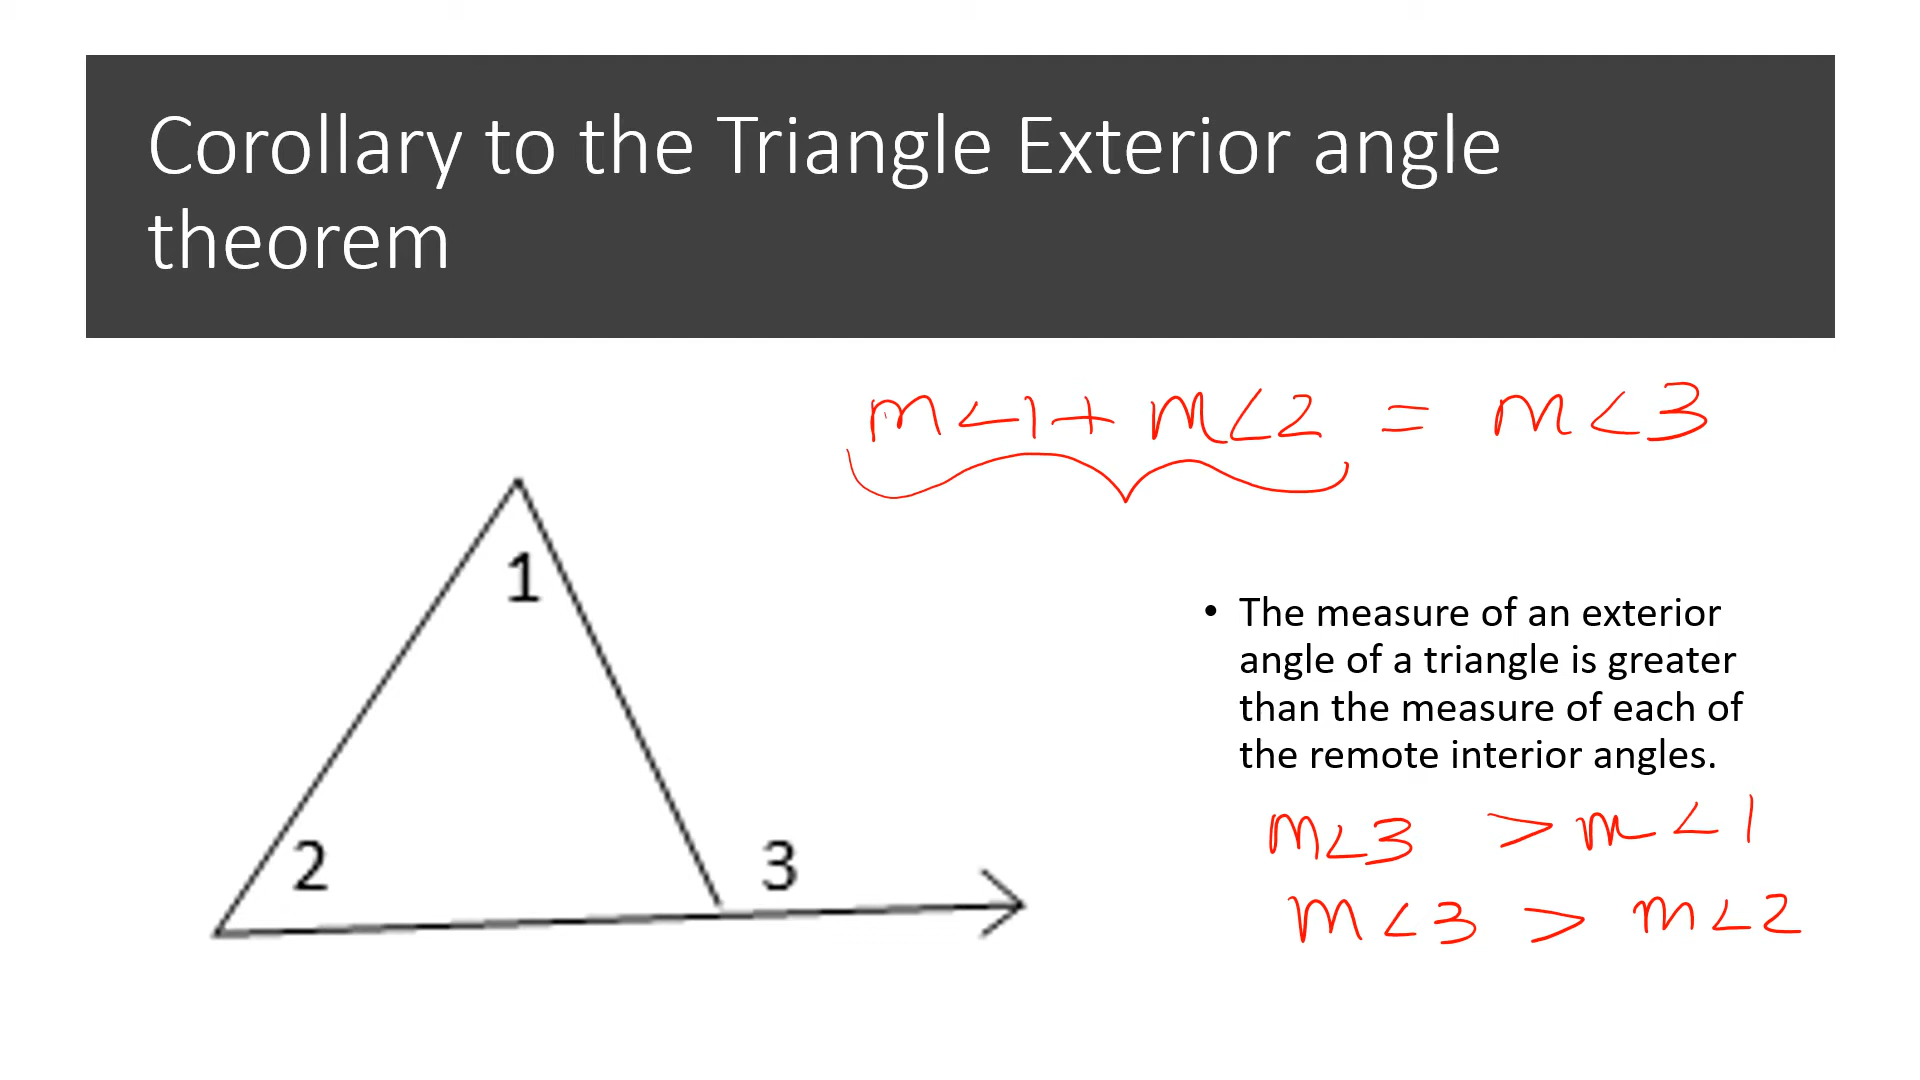 Corollary to the Triangle Exterior angle
theorem
m<1 + m<2 = m<3
1
• The measure of an exterior
angle of a triangle is greater
than the measure of each of
the remote interior angles.
2
3
m<3 > m<1
m<3 > m<2